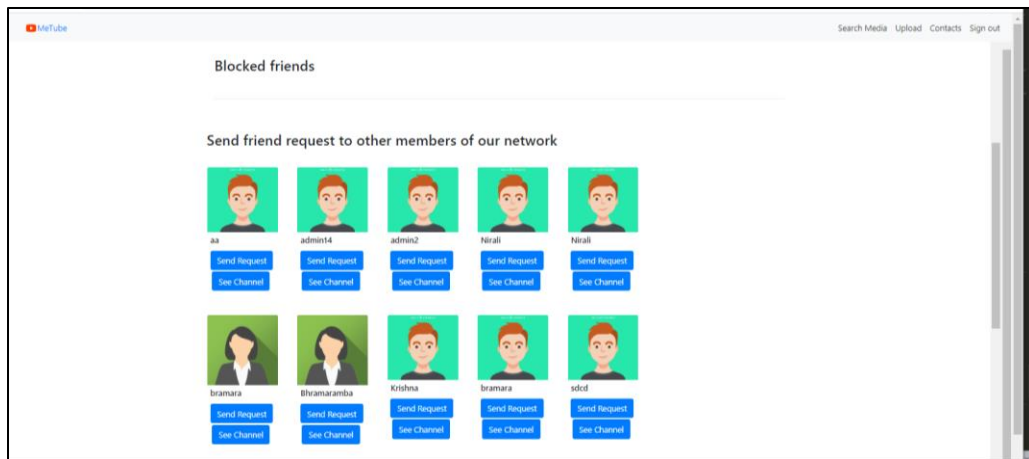 MeTube
Search Media Upload Contacts Sign out
Blocked friends
Send friend request to other members of our network
aa admin14 admin2 Nirali Nirali
Send Request Send Request Send Request Send Request Send Request
See Channel See Channel See Channel See Channel See Channel
bramara Bhramaramba Krishna bramara sdcd
Send Request Send Request Send Request Send Request Send Request
See Channel See Channel See Channel See Channel See Channel